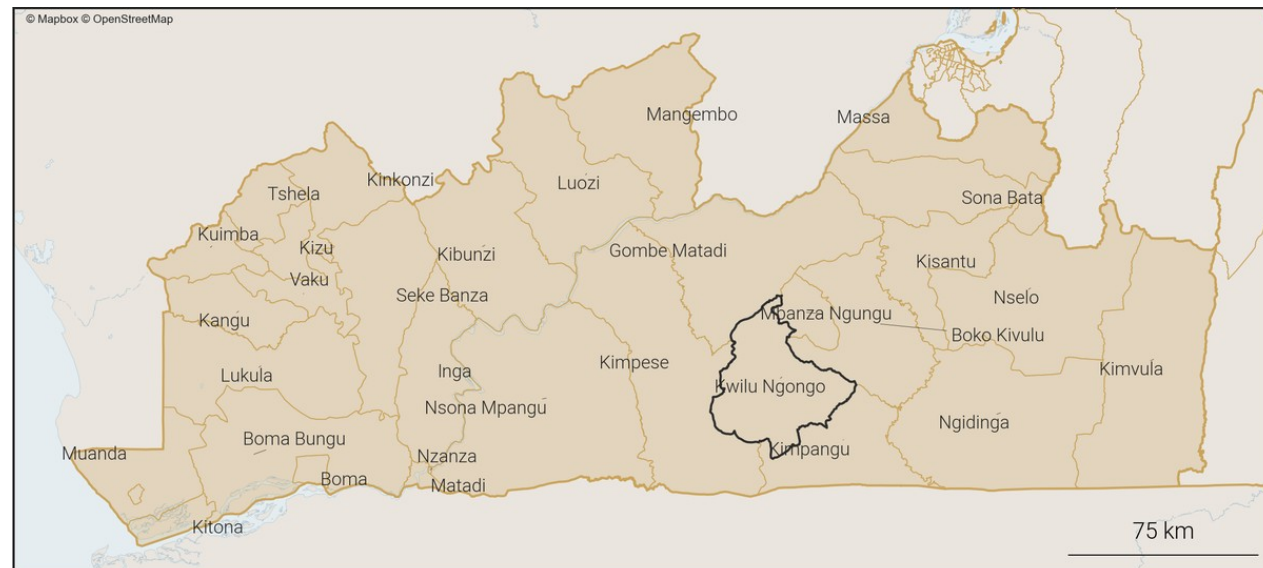 © Mapbox © OpenStreetMap
Mangembo
Massa
Luozi
Kinkonzi
Tshela
Sona Bata
Kuimba
Kizu
Kibunzi
Gombe Matadi
Kisantu
Vaku
Seke Banza
Nselo
Kangu
Mbanza Ngungu
Boko Kivulu
Kimpese
Kimvula
Lukula
Inga
Kwilu Ngongo
Nsona Mpangu
Ngidinga
Boma Bungu
Muanda
Nzanza
Kimpangu
Boma
Matadi
Kitona
75 km